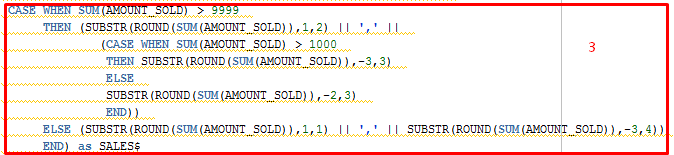 CASE WHEN SUM(AMOUNT_SOLD) > 9999
THEN (SUBSTR(ROUND(SUM(AMOUNT_SOLD)),1,2) || ',' ||
(CASE WHEN SUM(AMOUNT_SOLD) > 1000
3
THEN SUBSTR(ROUND(SUM(AMOUNT_SOLD)),-3,3)
ELSE
SUBSTR(ROUND(SUM(AMOUNT_SOLD)),-2,3)
END))
ELSE (SUBSTR(ROUND(SUM(AMOUNT_SOLD)),1,1) || ',' || SUBSTR(ROUND(SUM(AMOUNT_SOLD)),-3,4))
END) as SALES$